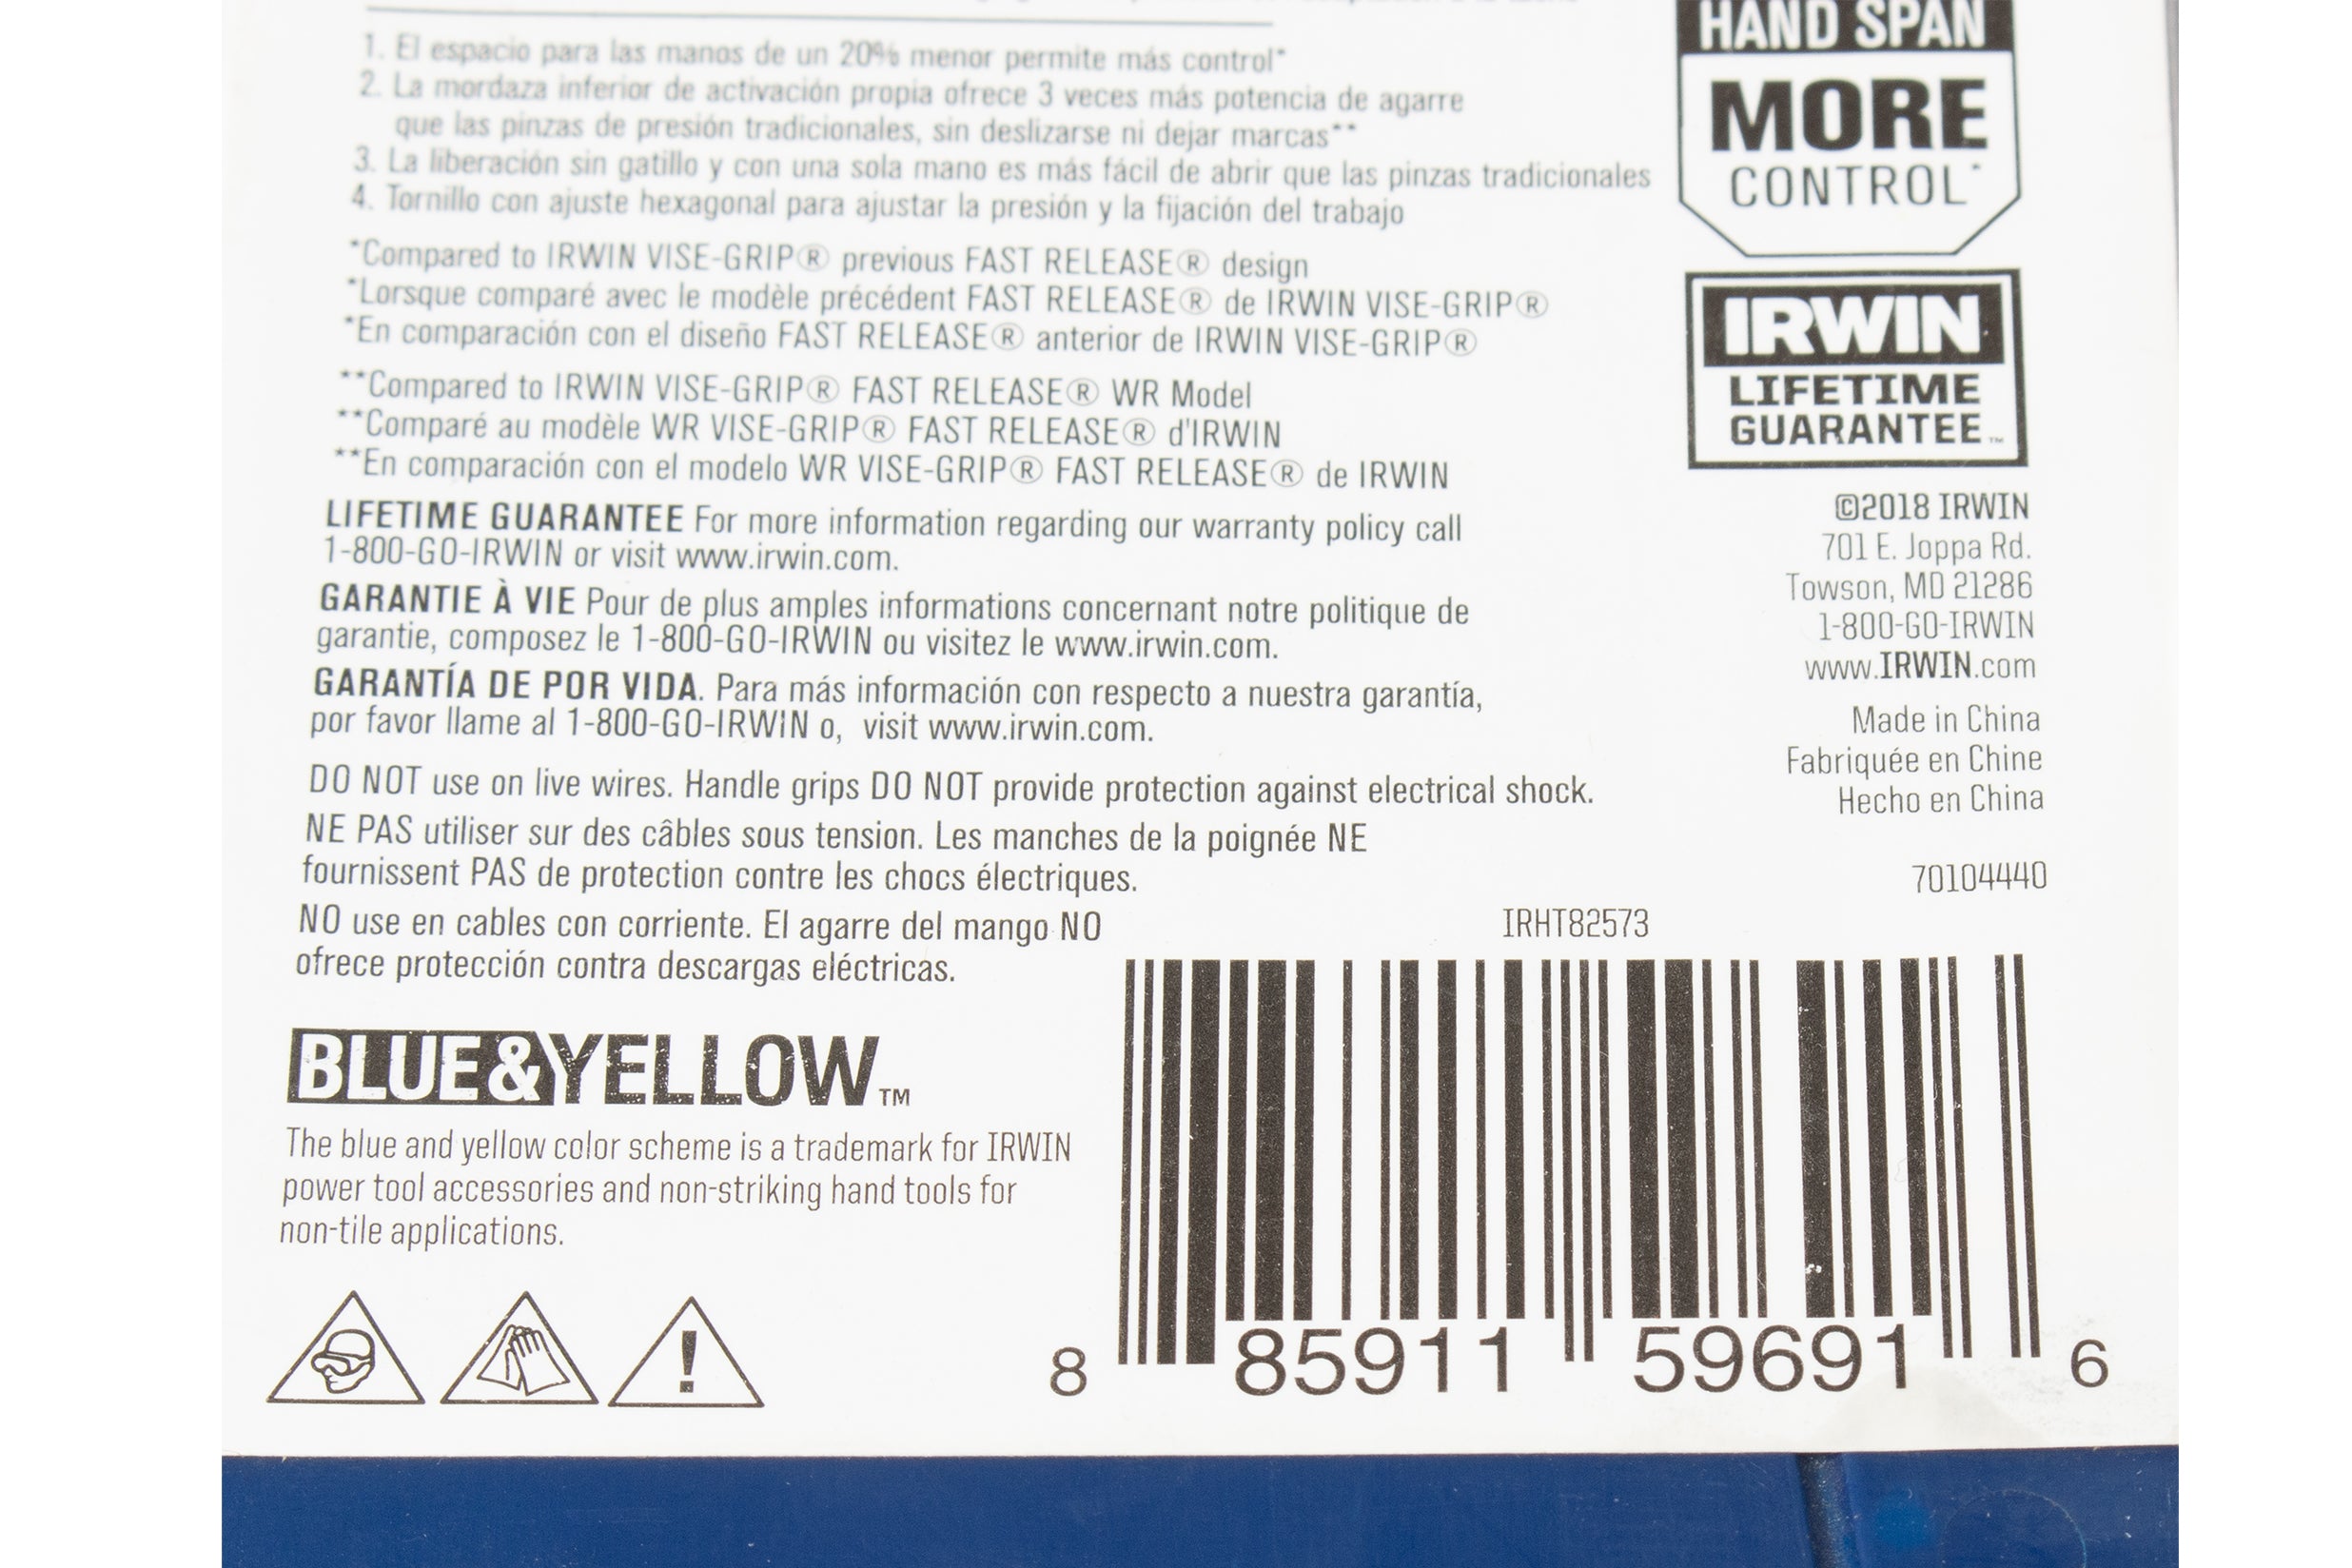 1. El espacio para las manos de un 20% menor permite más control*
2. La mordaza inferior de activación propia ofrece 3 veces más potencia de agarre
que las pinzas de presión tradicionales, sin deslizarse ni dejar marcas**
3. La liberación sin gatillo y con una sola mano es más fácil de abrir que las pinzas tradicionales
4. Tornillo con ajuste hexagonal para ajustar la presión y la fijación del trabajo
*Compared to IRWIN VISE-GRIP® previous FAST RELEASE® design
*Lorsque comparé avec le modèle précédent FAST RELEASE® de IRWIN VISE-GRIP®
*En comparación con el diseño FAST RELEASE® anterior de IRWIN VISE-GRIP®
**Compared to IRWIN VISE-GRIP® FAST RELEASE® WR Model
**Comparé au modèle WR VISE-GRIP® FAST RELEASE® d'IRWIN
**En comparación con el modelo WR VISE-GRIP® FAST RELEASE® de IRWIN
LIFETIME GUARANTEE For more information regarding our warranty policy call
1-800-GO-IRWIN or visit www.irwin.com.
GARANTIE À VIE Pour de plus amples informations concernant notre politique de
garantie, composez le 1-800-GO-IRWIN ou visitez le www.irwin.com.
GARANTÍA DE POR VIDA. Para más información con respecto a nuestra garantía,
por favor llame al 1-800-GO-IRWIN o, visit www.irwin.com.
DO NOT use on live wires. Handle grips DO NOT provide protection against electrical shock.
NE PAS utiliser sur des câbles sous tension. Les manches de la poignée NE
fournissent PAS de protection contre les chocs électriques.
NO use en cables con corriente. El agarre del mango NO
ofrece protección contra descargas eléctricas.
BLUE&YELLOW™
The blue and yellow color scheme is a trademark for IRWIN
power tool accessories and non-striking hand tools for
non-tile applications.
HAND SPAN
MORE
CONTROL*
IRWIN
LIFETIME
GUARANTEE™
©2018 IRWIN
701 E. Joppa Rd.
Towson, MD 21286
1-800-GO-IRWIN
www.IRWIN.com
Made in China
Fabriquée en Chine
Hecho en China
70104440
IRHT82573
8 85911 59691 6